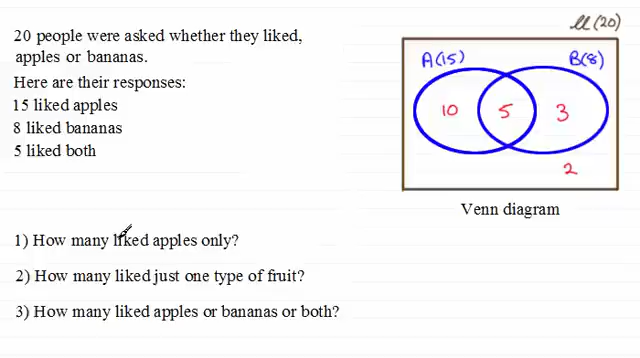 20 people were asked whether they liked,
apples or bananas.
Here are their responses:
15 liked apples
8 liked bananas
5 liked both
1) How many liked apples only?
2) How many liked just one type of fruit?
3) How many liked apples or bananas or both?
𝓊(20)
A(15) B(8)
10 5 3
2
Venn diagram